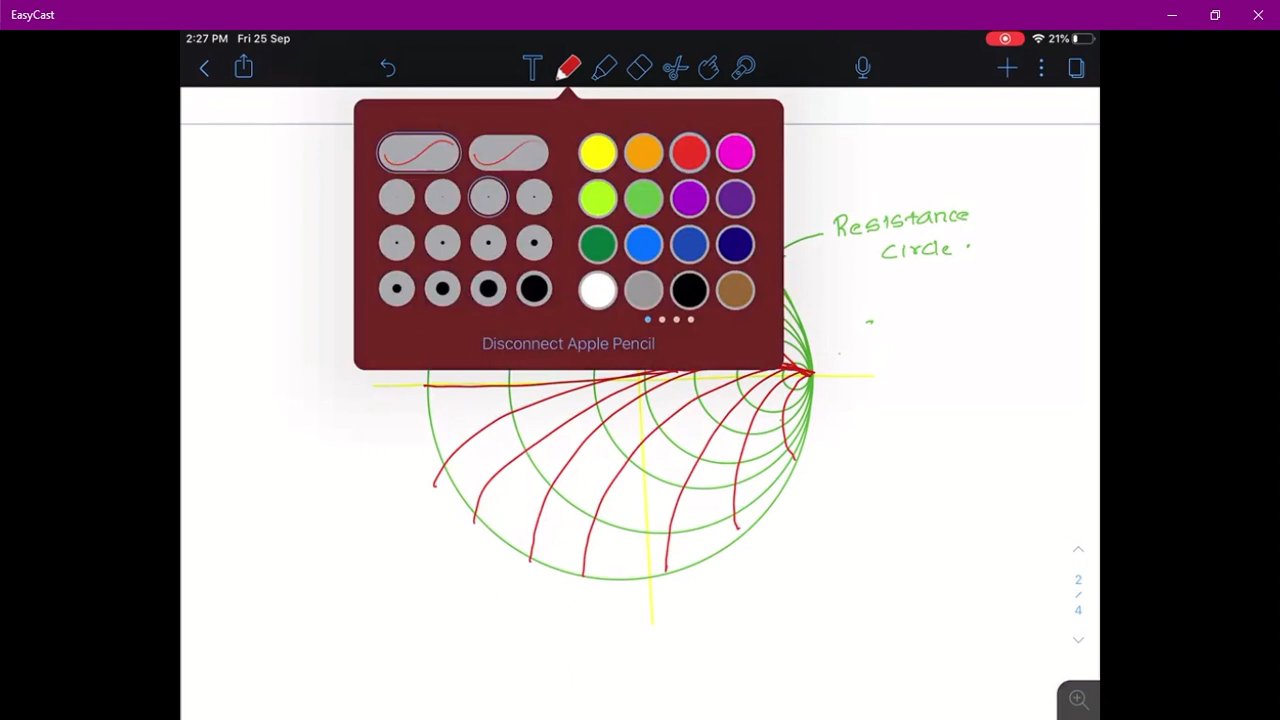 EasyCast
2:27 PM Fri 25 Sep
21%
T
Resistance
Circle.
Disconnect Apple Pencil
2
/
4